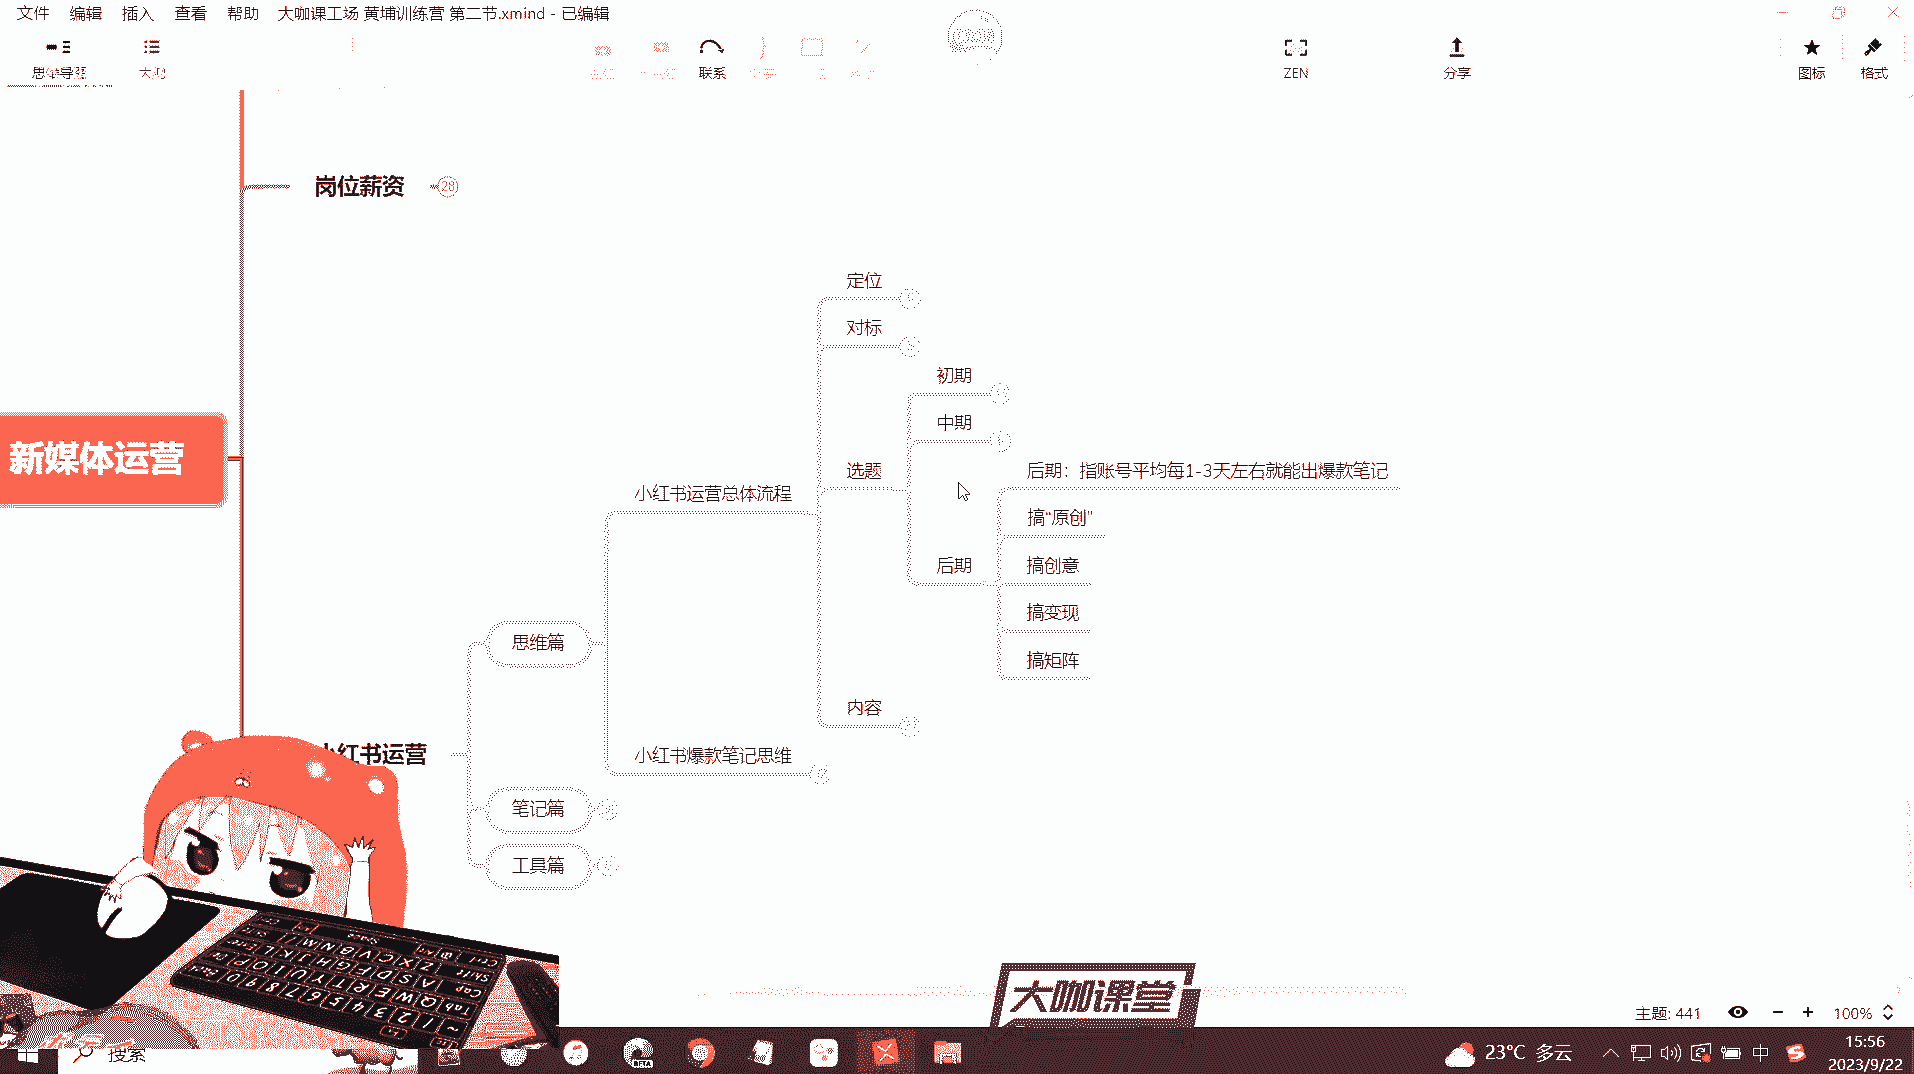 文件 编辑 插入 查看 帮助 大咖课工场 黄埔训练营 第二节.xmind - 已编辑
思维导图
联系
ZEN
分享
图标
格式
岗位薪资
28
定位
对标
初期
中期
新媒体运营
选题
后期：指账号平均每1-3天左右就能出爆款笔记
小红书运营总体流程
搞“原创”
后期
搞创意
搞变现
思维篇
搞矩阵
内容
小红书运营
小红书爆款笔记思维
笔记篇
工具篇
大咖课堂
主题: 441
100%
搜索
BETA
23°C 多云
中
15:56
2023/9/22